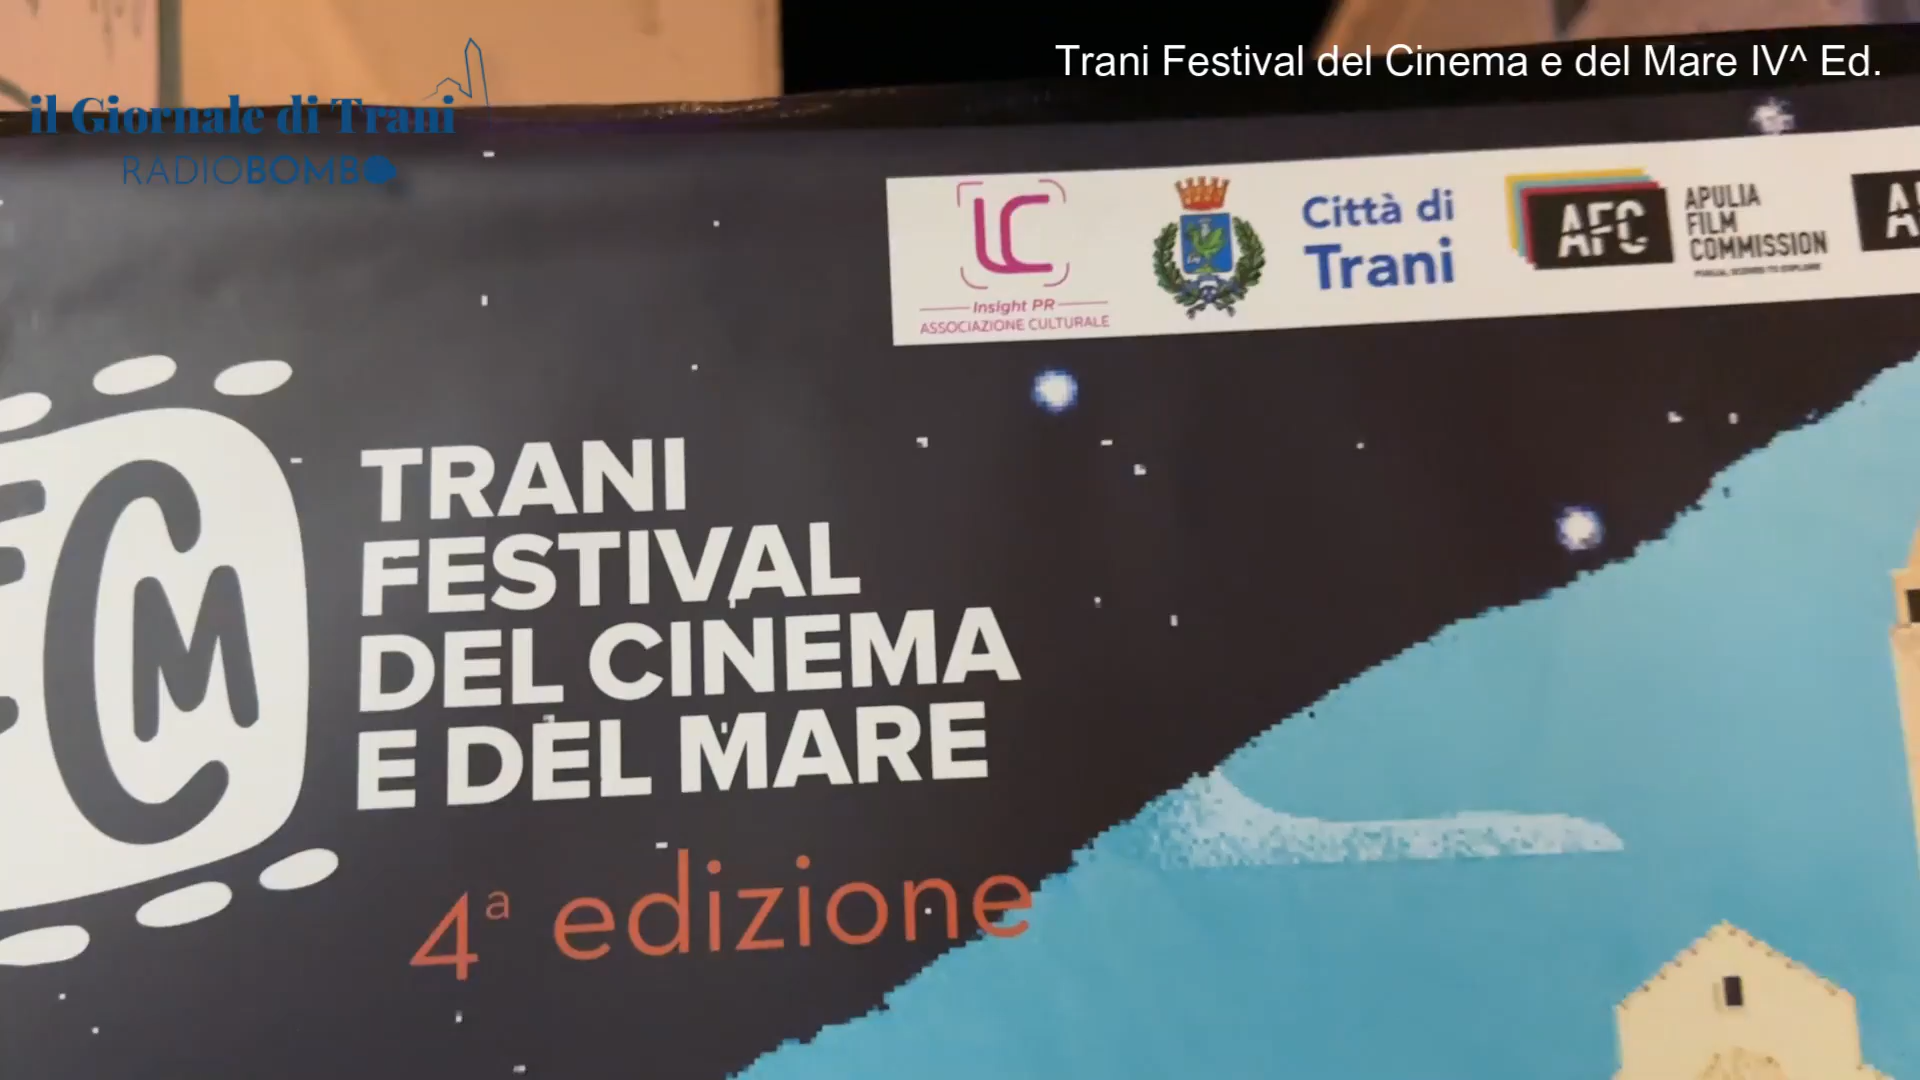 Trani Festival del Cinema e del Mare IV^ Ed.
il Giornale di Trani
RADIOBOMBO
LC
Insight PR
ASSOCIAZIONE CULTURALE
Città di
Trani
AFC
APULIA
FILM
COMMISSION
CM
TRANI
FESTIVAL
DEL CINEMA
E DEL MARE
4ª edizione